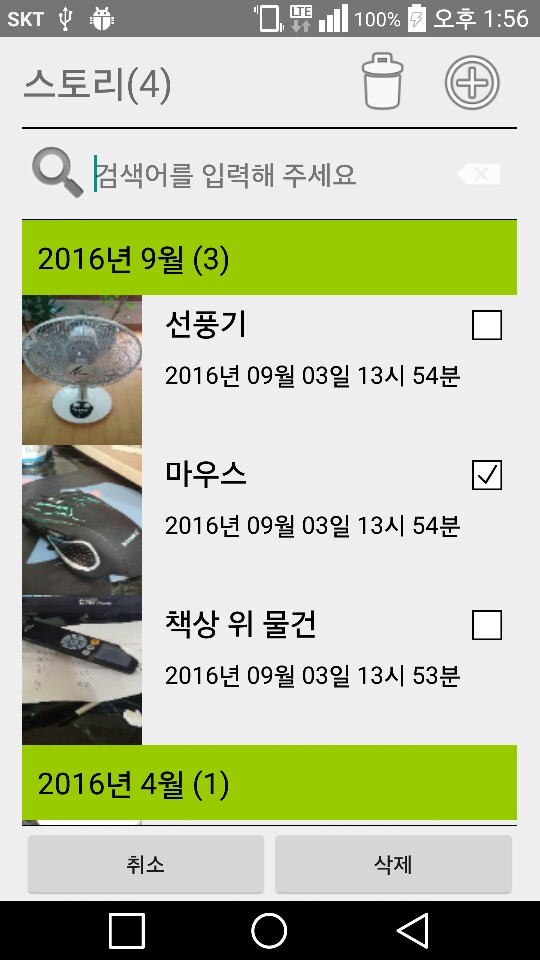 SKT LTE 100% 오후 1:56
스토리(4)
검색어를 입력해 주세요
2016년 9월 (3)
선풍기
2016년 09월 03일 13시 54분
마우스
2016년 09월 03일 13시 54분
책상 위 물건
2016년 09월 03일 13시 53분
2016년 4월 (1)
취소 삭제